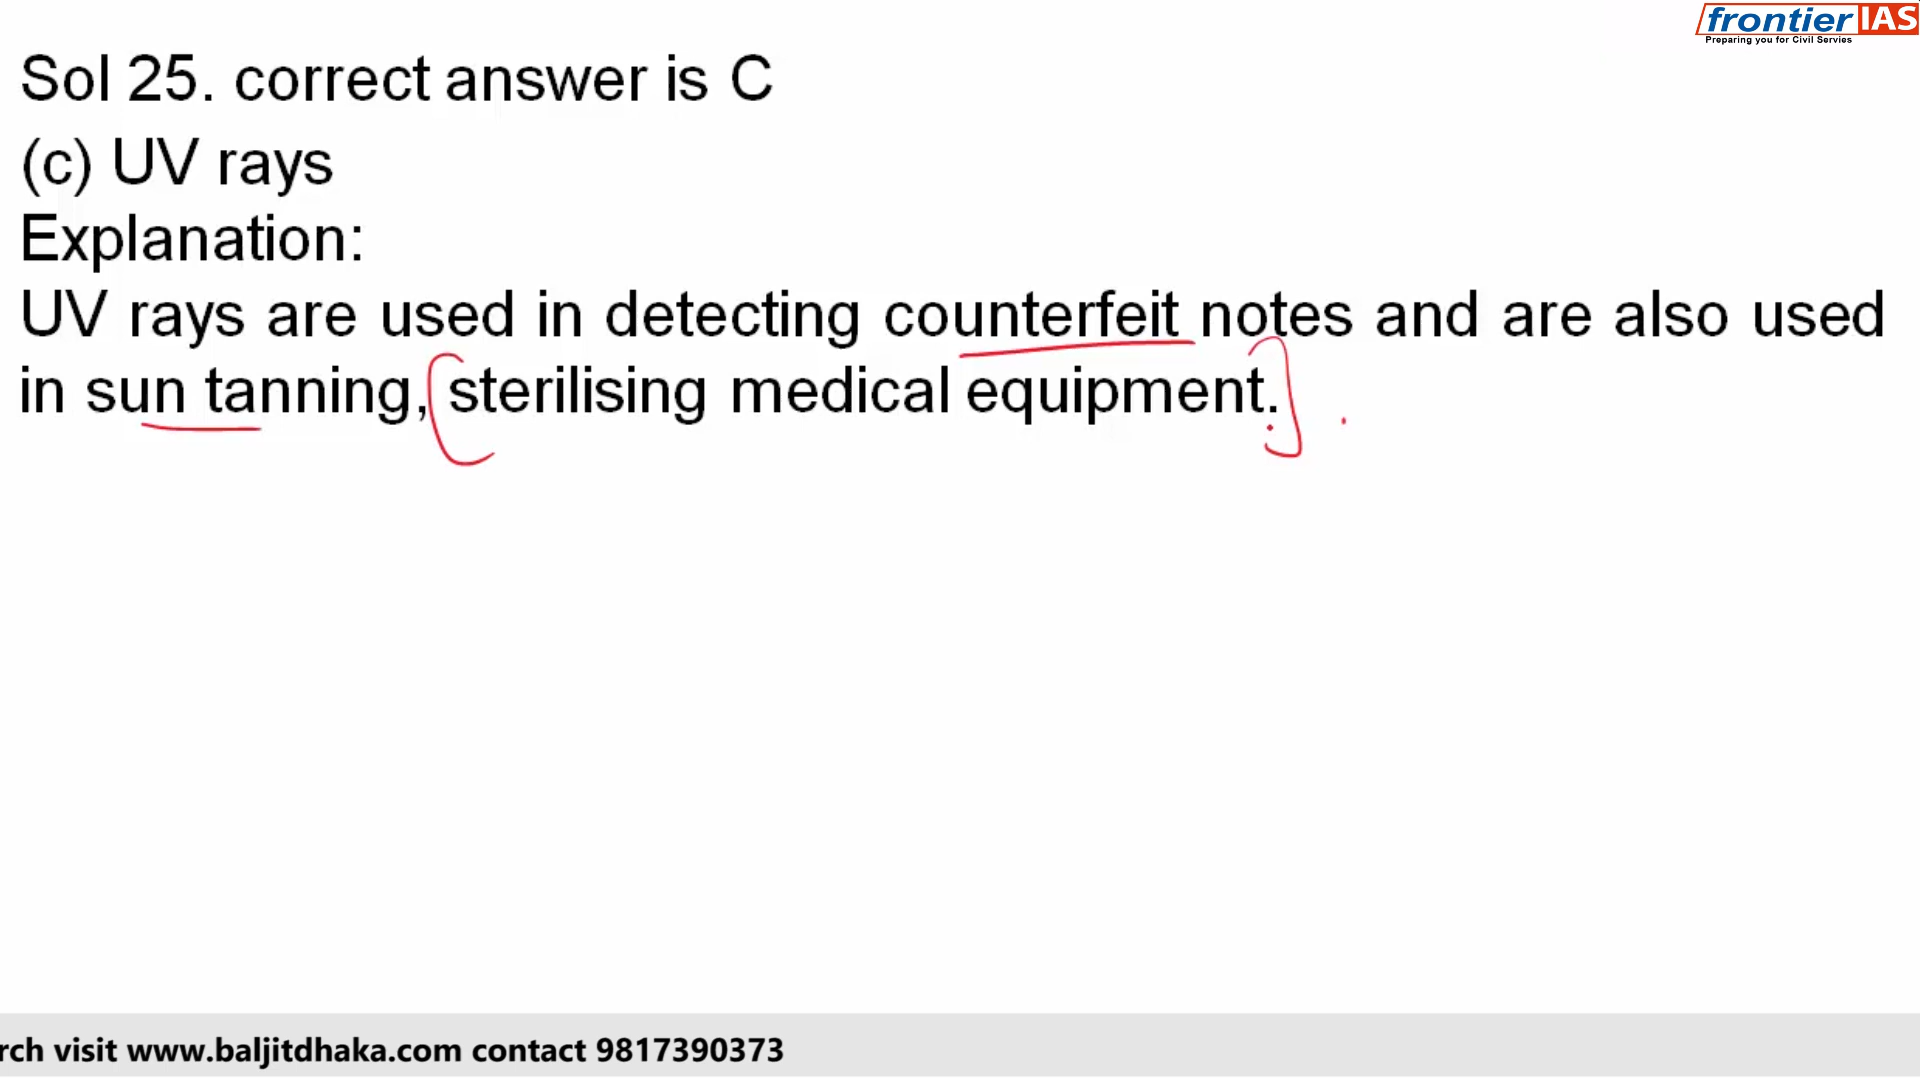 frontier IAS
Preparing you for Civil Servies
Sol 25. correct answer is C
(c) UV rays
Explanation:
UV rays are used in detecting counterfeit notes and are also used
in sun tanning, sterilising medical equipment.
rch visit www.baljitdhaka.com contact 9817390373